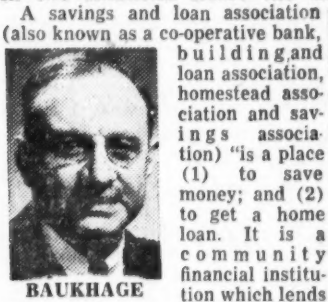 A savings and loan association
(also known as a co-operative bank,
building and
loan association,
homestead asso-
ciation and sav-
ings associa-
tion) "is a place
(1) to save
money; and (2)
to get a home
loan. It is a
community
financial institu-
tion which lends
BAUKHAGE